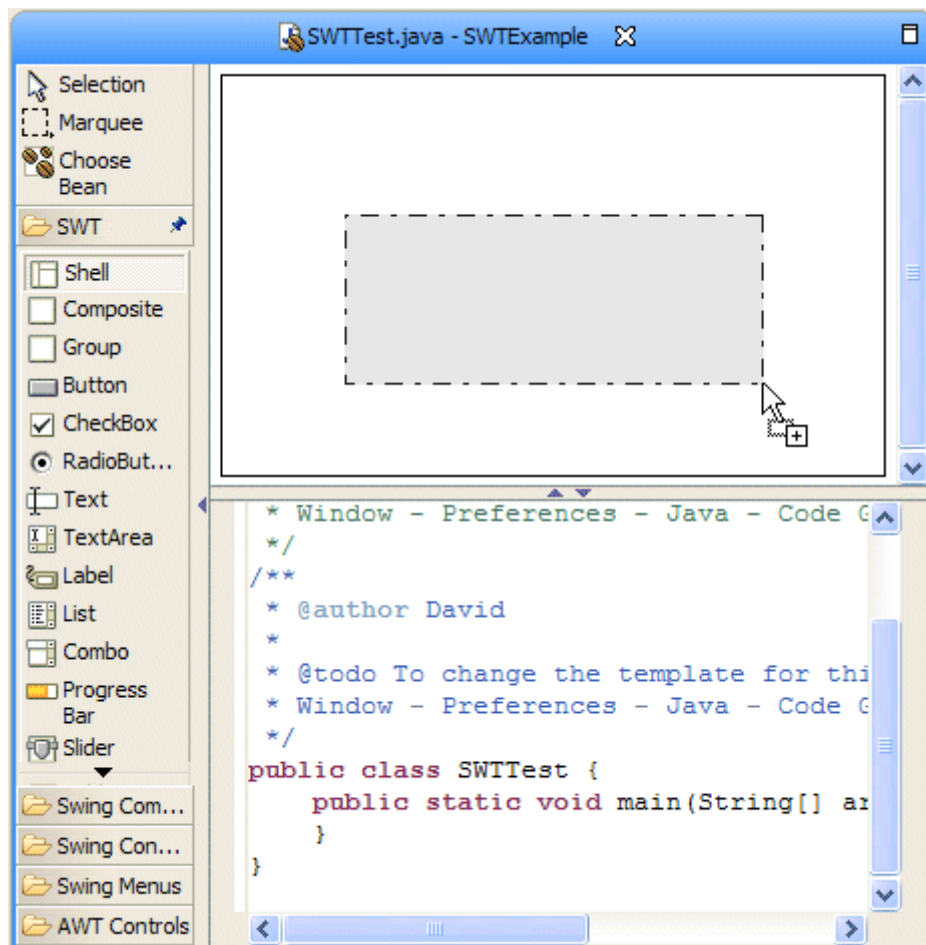 SWTTest.java - SWTExample
Selection
Marquee
Choose
Bean
SWT
Shell
Composite
Group
Button
CheckBox
RadioBut...
Text
TextArea
Label
List
Combo
Progress
Bar
Slider
Swing Com...
Swing Con...
Swing Menus
AWT Controls
* Window - Preferences - Java - Code G
*/
/**
* @author David
*
* @todo To change the template for thi
* Window - Preferences - Java - Code G
*/
public class SWTTest {
public static void main(String[] ar
}
}